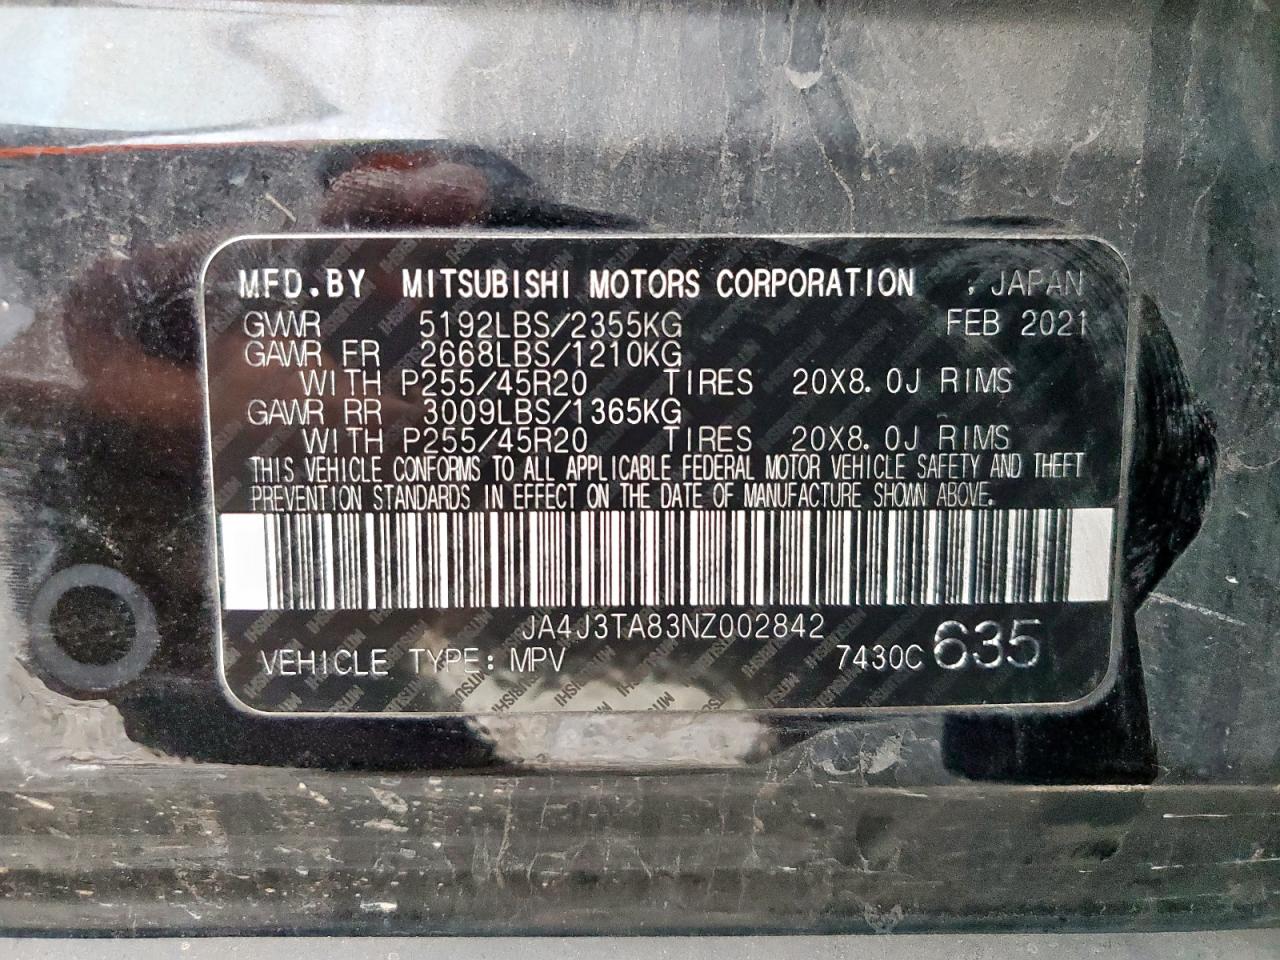 MFD.BY MITSUBISHI MOTORS CORPORATION , JAPAN
GVWR 5192LBS/2355KG FEB 2021
GAWR FR 2668LBS/1210KG
WITH P255/45R20 TIRES 20X8.0J RIMS
GAWR RR 3009LBS/1365KG
WITH P255/45R20 TIRES 20X8.0J RIMS
THIS VEHICLE CONFORMS TO ALL APPLICABLE FEDERAL MOTOR VEHICLE SAFETY AND THEFT
PREVENTION STANDARDS IN EFFECT ON THE DATE OF MANUFACTURE SHOWN ABOVE.
JA4J3TA83NZ002842
VEHICLE TYPE: MPV 7430C 635